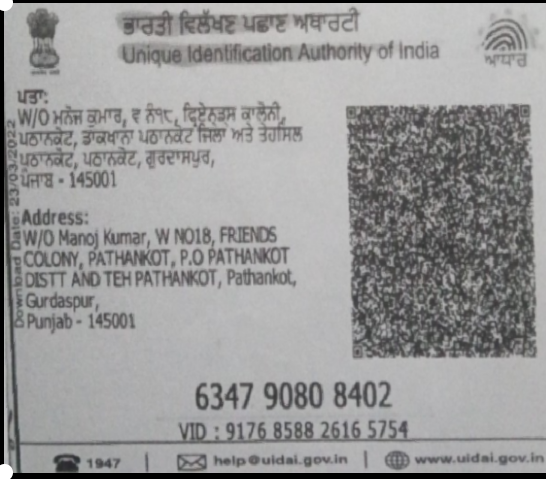 ਭਾਰਤੀ ਵਿਲੱਖਣ ਪਛਾਣ ਅਥਾਰਟੀ
Unique Identification Authority of India
ਆਧਾਰ
ਪਤਾ:
W/O ਮਨੋਜ ਕੁਮਾਰ, ਵ ਨੰ੧੮, ਫ੍ਰਿਏਨਡਸ ਕਾਲੋਨੀ,
ਪਠਾਨਕੋਟ, ਡਾਕਖਾਨਾ ਪਠਾਨਕੋਟ ਜਿਲਾ ਅਤੇ ਤੇਹਸਿਲ
ਪਠਾਨਕੋਟ, ਪਠਾਨਕੋਟ, ਗੁਰਦਾਸਪੁਰ,
ਪੰਜਾਬ - 145001
Download Date: 23/03/2022
Address:
W/O Manoj Kumar, W NO18, FRIENDS
COLONY, PATHANKOT, P.O PATHANKOT
DISTT AND TEH PATHANKOT, Pathankot,
Gurdaspur,
Punjab - 145001
6347 9080 8402
VID : 9176 8588 2616 5754
1947 | help@uidai.gov.in | www.uidai.gov.in